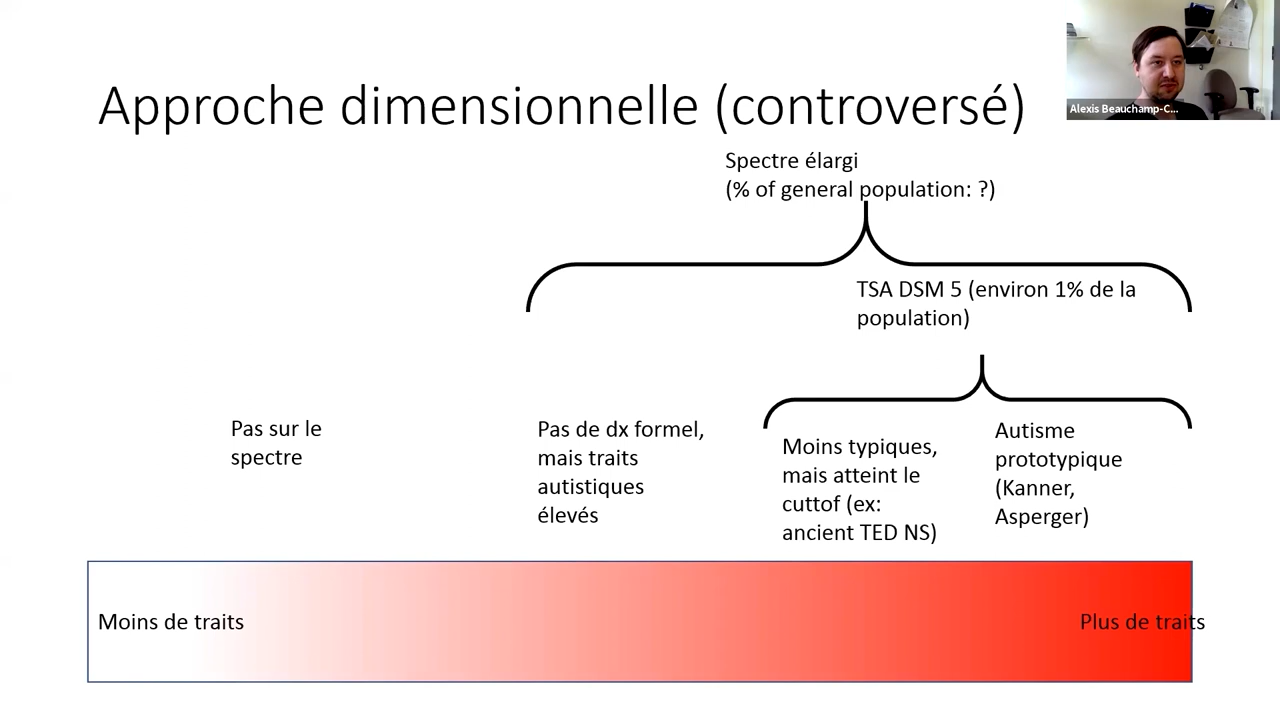 Approche dimensionnelle (controversé)
Alexis Beauchamp-C...
Spectre élargi
(% of general population: ?)
TSA DSM 5 (environ 1% de la
population)
Pas sur le
spectre
Pas de dx formel,
mais traits
autistiques
élevés
Moins typiques,
mais atteint le
cuttof (ex:
ancient TED NS)
Autisme
prototypique
(Kanner,
Asperger)
Moins de traits
Plus de traits